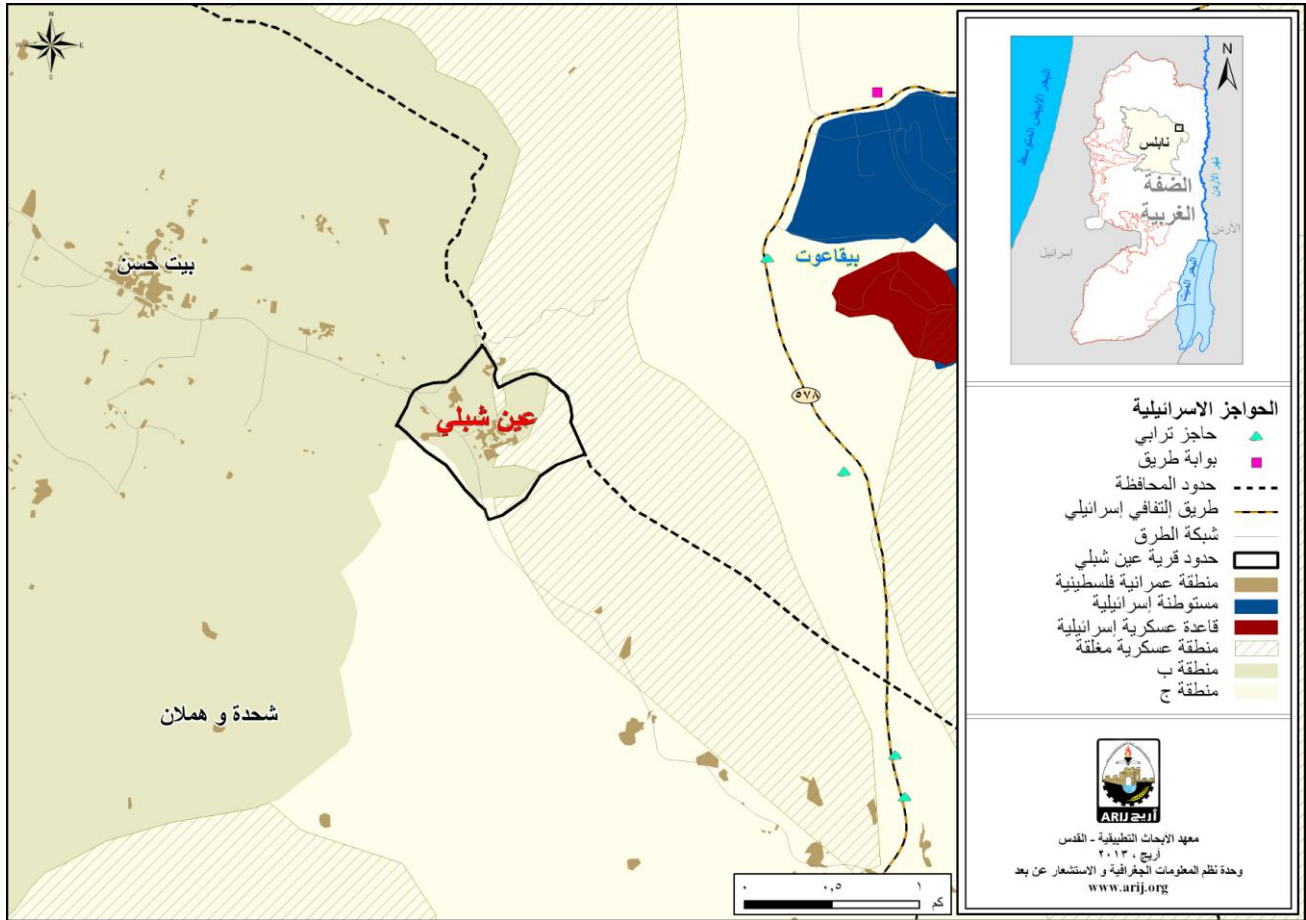 N
W
E
S
بيت حسن
عين شبلي
شحدة و هملان
بيقاعوت
٥٧٨
٠
٠,٥
١
كم
N
البحر الابيض المتوسط
نابلس
الضفة
الغربية
نهر الأردن
الأردن
إسرائيل
البحر الميت
الحواجز الاسرائيلية
حاجز ترابي
بوابة طريق
حدود المحافظة
طريق إلتفافي إسرائيلي
شبكة الطرق
حدود قرية عين شبلي
منطقة عمرانية فلسطينية
مستوطنة إسرائيلية
قاعدة عسكرية إسرائيلية
منطقة عسكرية مغلقة
منطقة ب
منطقة ج
ARIJ أريج
معهد الأبحاث التطبيقية - القدس
أريج ، ٢٠١٣
وحدة نظم المعلومات الجغرافية و الاستشعار عن بعد
www.arij.org